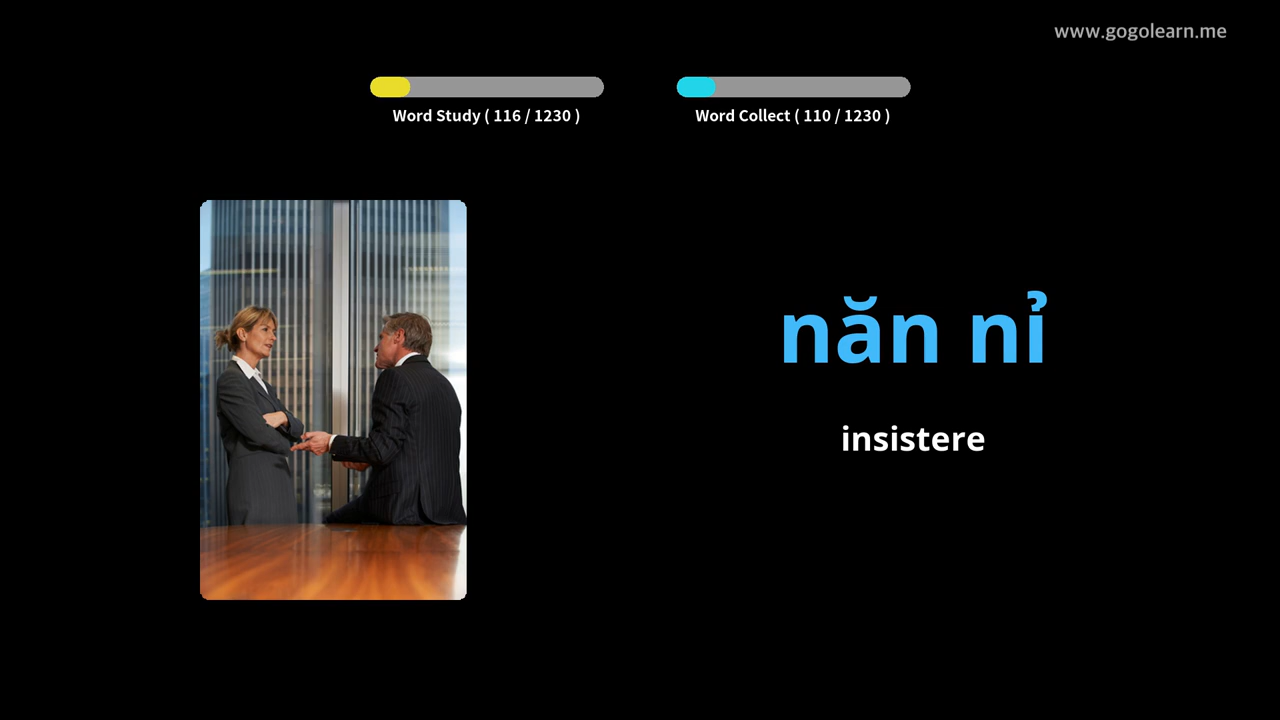 www.gogolearn.me
Word Study ( 116 / 1230 )
Word Collect ( 110 / 1230 )
năn nỉ
insistere